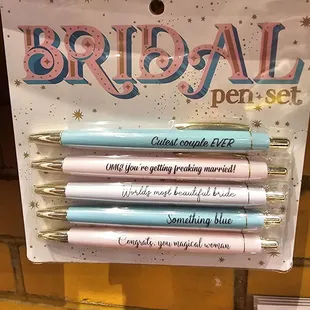 BRIDAL
pen set
Cutest couple EVER
OMG! You're getting freaking married!
Worlds most beautiful bride
Something blue
Congrats, you magical woman